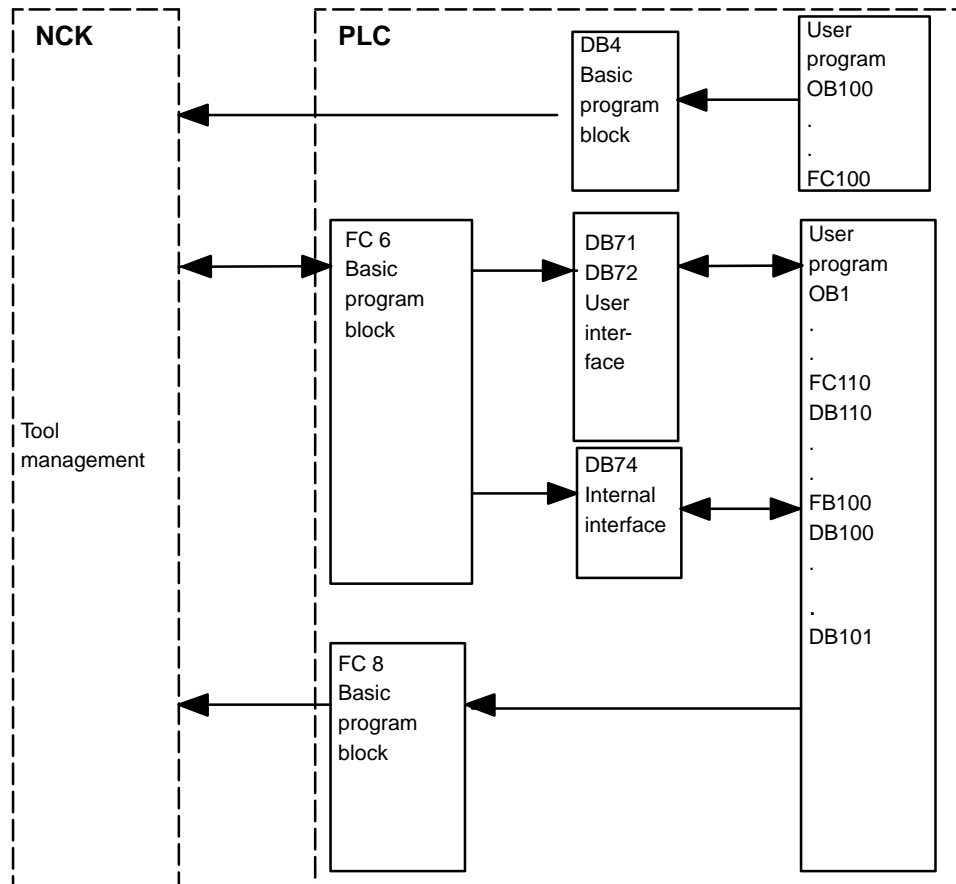 NCK
Tool
management
PLC
DB4
Basic
program
block
User
program
OB100
.
.
FC100
FC 6
Basic
program
block
DB71
DB72
User
inter-
face
DB74
Internal
interface
User
program
OB1
.
.
FC110
DB110
.
.
FB100
DB100
.
.
DB101
FC 8
Basic
program
block